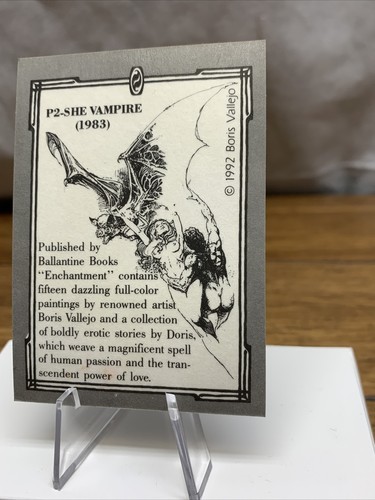 P2-SHE VAMPIRE
(1983)
© 1992 Boris Vallejo
Published by
Ballantine Books
"Enchantment" contains
fifteen dazzling full-color
paintings by renowned artist
Boris Vallejo and a collection
of boldly erotic stories by Doris,
which weave a magnificent spell
of human passion and the tran-
scendent power of love.